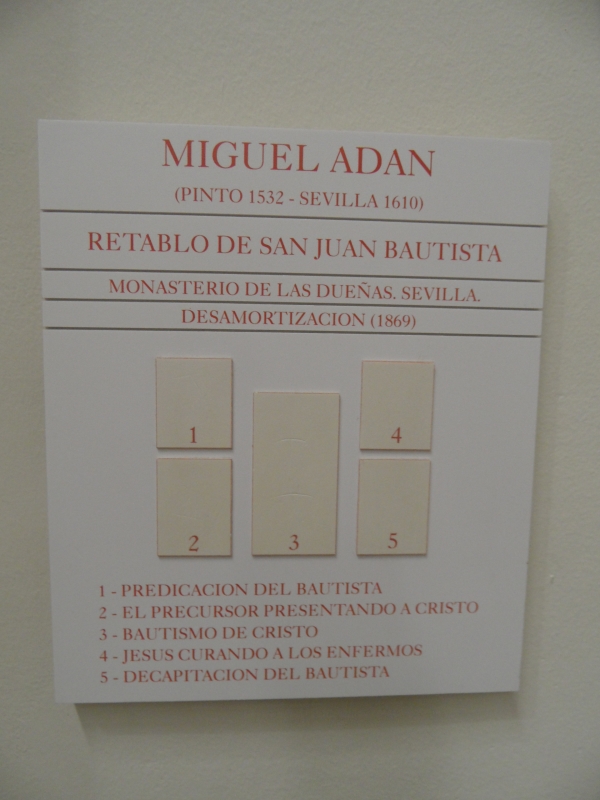 MIGUEL ADAN
(PINTO 1532 - SEVILLA 1610)
RETABLO DE SAN JUAN BAUTISTA
MONASTERIO DE LAS DUEÑAS. SEVILLA.
DESAMORTIZACION (1869)
1
4
2
3
5
1 - PREDICACION DEL BAUTISTA
2 - EL PRECURSOR PRESENTANDO A CRISTO
3 - BAUTISMO DE CRISTO
4 - JESUS CURANDO A LOS ENFERMOS
5 - DECAPITACION DEL BAUTISTA